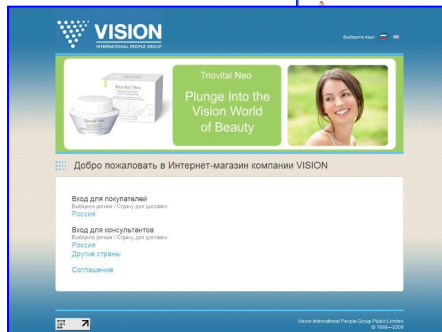 VISION
INTERNATIONAL PEOPLE GROUP
Выберите язык
Triovital Neo
Plunge Into the
Vision World
of Beauty
Добро пожаловать в Интернет-магазин компании VISION
Вход для покупателей
Выберите регион / Страну для доставки
Россия
Вход для консультантов
Выберите регион / Страну для доставки
Россия
Другие страны
Соглашение
Vision International People Group Public Limited
© 1996—2009